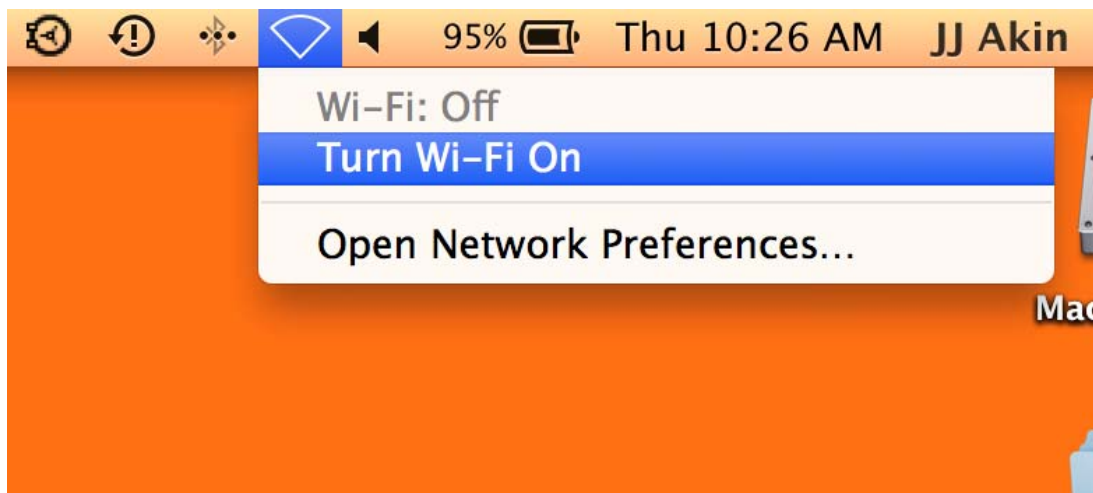 95% Thu 10:26 AM JJ Akin
Wi-Fi: Off
Turn Wi-Fi On
Open Network Preferences...
Mac